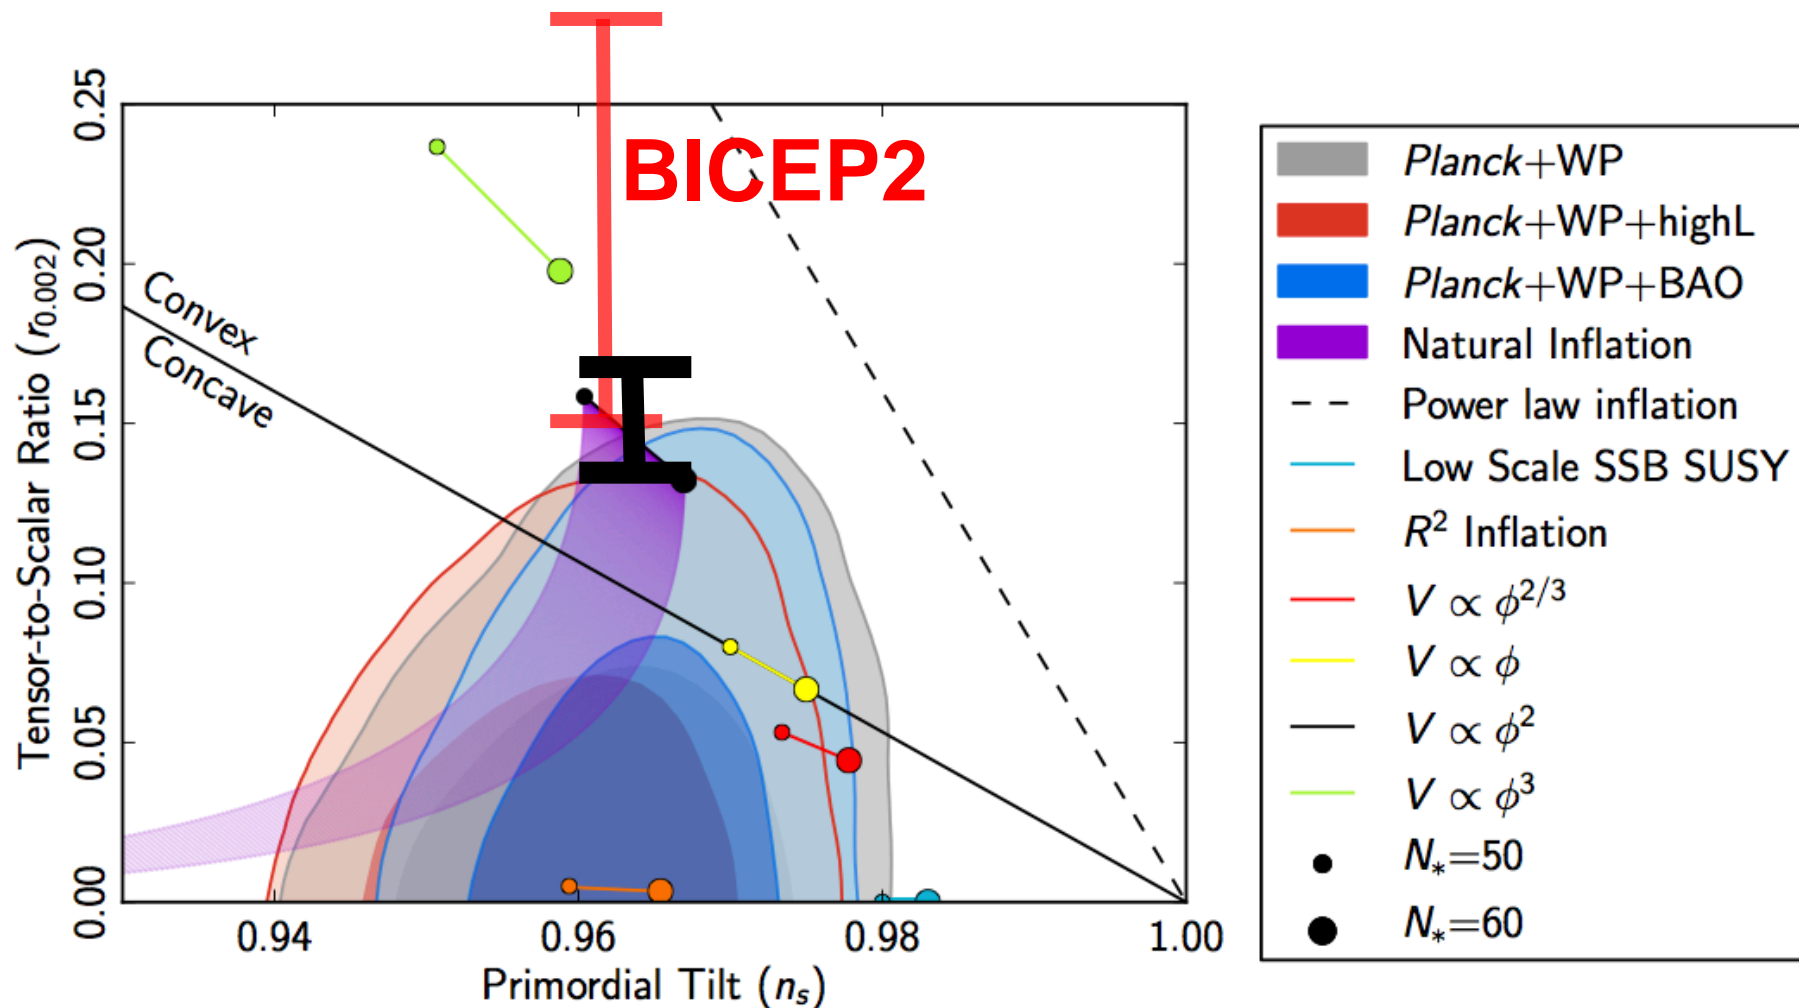 BICEP2
Convex
Concave
0.25
0.20
0.15
0.10
0.05
0.00
Tensor-to-Scalar Ratio (r0.002)
0.94
0.96
0.98
1.00
Primordial Tilt (ns)
Planck+WP
Planck+WP+highL
Planck+WP+BAO
Natural Inflation
Power law inflation
Low Scale SSB SUSY
R² Inflation
V ∝ ϕ^2/3
V ∝ ϕ
V ∝ ϕ²
V ∝ ϕ³
N*=50
N*=60